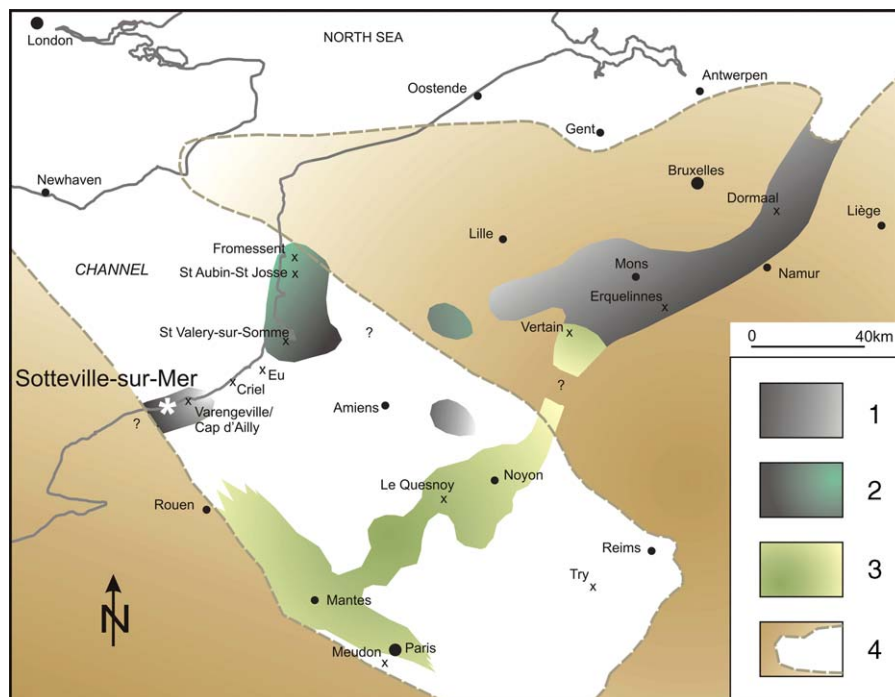 London
NORTH SEA
Antwerpen
Oostende
Gent
Bruxelles
Newhaven
Dormaal
x
Liège
Lille
Fromessent
x
CHANNEL
St Aubin-St Josse
x
Mons
Namur
Erquelinnes
x
St Valery-sur-Somme
x
?
Vertain
x
0 40km
Sotteville-sur-Mer
x
Eu
x
Criel
?
1
*
x
Varengeville/
Cap d'Ailly
?
Amiens
2
Le Quesnoy
x
Noyon
Rouen
3
Reims
Try
x
N
Mantes
4
Paris
Meudon
x